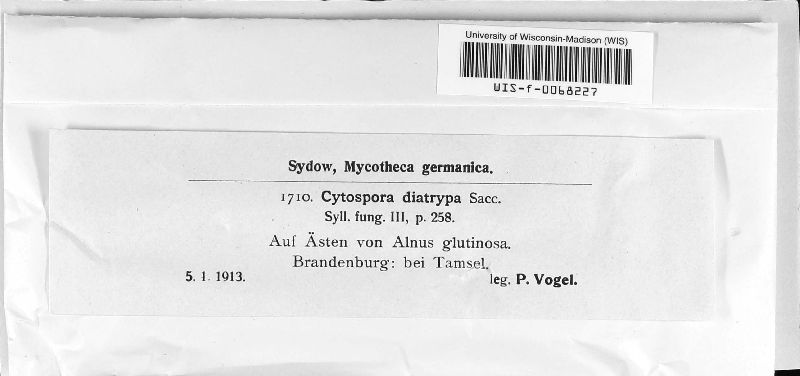 University of Wisconsin-Madison (WIS)
WIS-f-0068227
Sydow, Mycotheca germanica.
1710. Cytospora diatrypa Sacc.
Syll. fung. III, p. 258.
Auf Ästen von Alnus glutinosa.
Brandenburg: bei Tamsel.
5. 1. 1913. leg. P. Vogel.